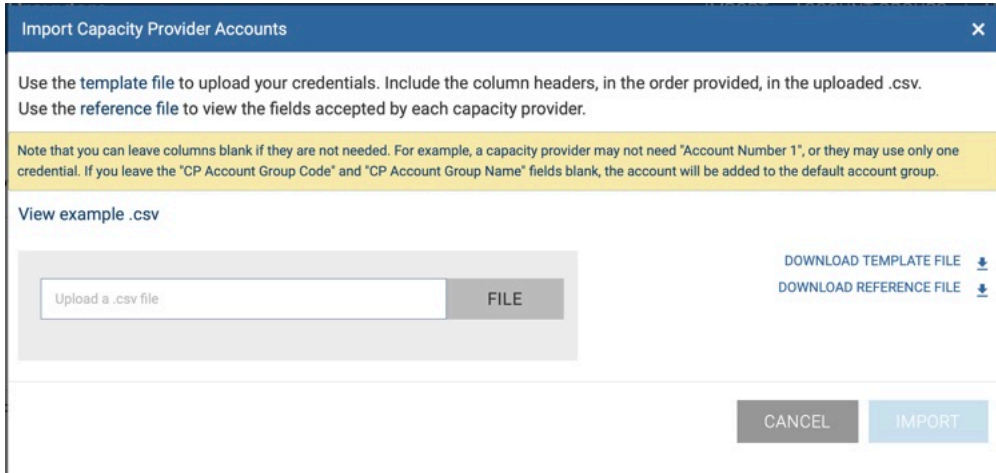 Import Capacity Provider Accounts
Use the template file to upload your credentials. Include the column headers, in the order provided, in the uploaded .csv.
Use the reference file to view the fields accepted by each capacity provider.
Note that you can leave columns blank if they are not needed. For example, a capacity provider may not need "Account Number 1", or they may use only one
credential. If you leave the "CP Account Group Code" and "CP Account Group Name" fields blank, the account will be added to the default account group.
View example .csv
DOWNLOAD TEMPLATE FILE
Upload a .csv file FILE
DOWNLOAD REFERENCE FILE
CANCEL IMPORT